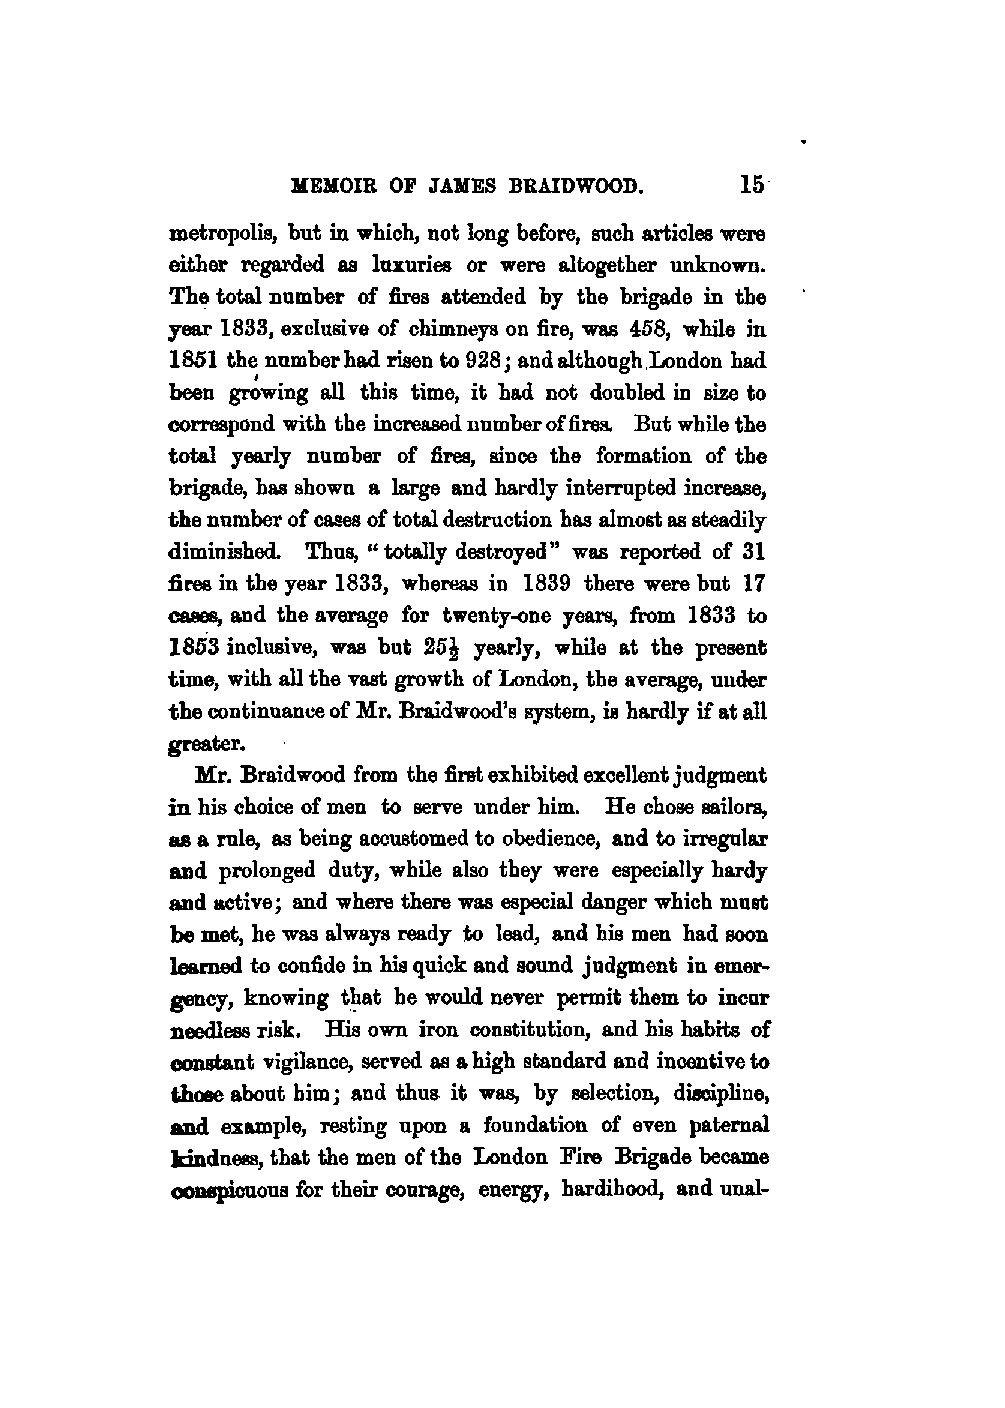 MEMOIR OF JAMES BRAIDWOOD. 15
metropolis, but in which, not long before, such articles were
either regarded as luxuries or were altogether unknown.
The total number of fires attended by the brigade in the
year 1833, exclusive of chimneys on fire, was 458, while in
1851 the number had risen to 928; and although London had
been growing all this time, it had not doubled in size to
correspond with the increased number of fires. But while the
total yearly number of fires, since the formation of the
brigade, has shown a large and hardly interrupted increase,
the number of cases of total destruction has almost as steadily
diminished. Thus, “totally destroyed” was reported of 31
fires in the year 1833, whereas in 1839 there were but 17
cases, and the average for twenty-one years, from 1833 to
1853 inclusive, was but 25½ yearly, while at the present
time, with all the vast growth of London, the average, under
the continuance of Mr. Braidwood's system, is hardly if at all
greater.
Mr. Braidwood from the first exhibited excellent judgment
in his choice of men to serve under him. He chose sailors,
as a rule, as being accustomed to obedience, and to irregular
and prolonged duty, while also they were especially hardy
and active; and where there was especial danger which must
be met, he was always ready to lead, and his men had soon
learned to confide in his quick and sound judgment in emer-
gency, knowing that he would never permit them to incur
needless risk. His own iron constitution, and his habits of
constant vigilance, served as a high standard and incentive to
those about him; and thus it was, by selection, discipline,
and example, resting upon a foundation of even paternal
kindness, that the men of the London Fire Brigade became
conspicuous for their courage, energy, hardihood, and unal-